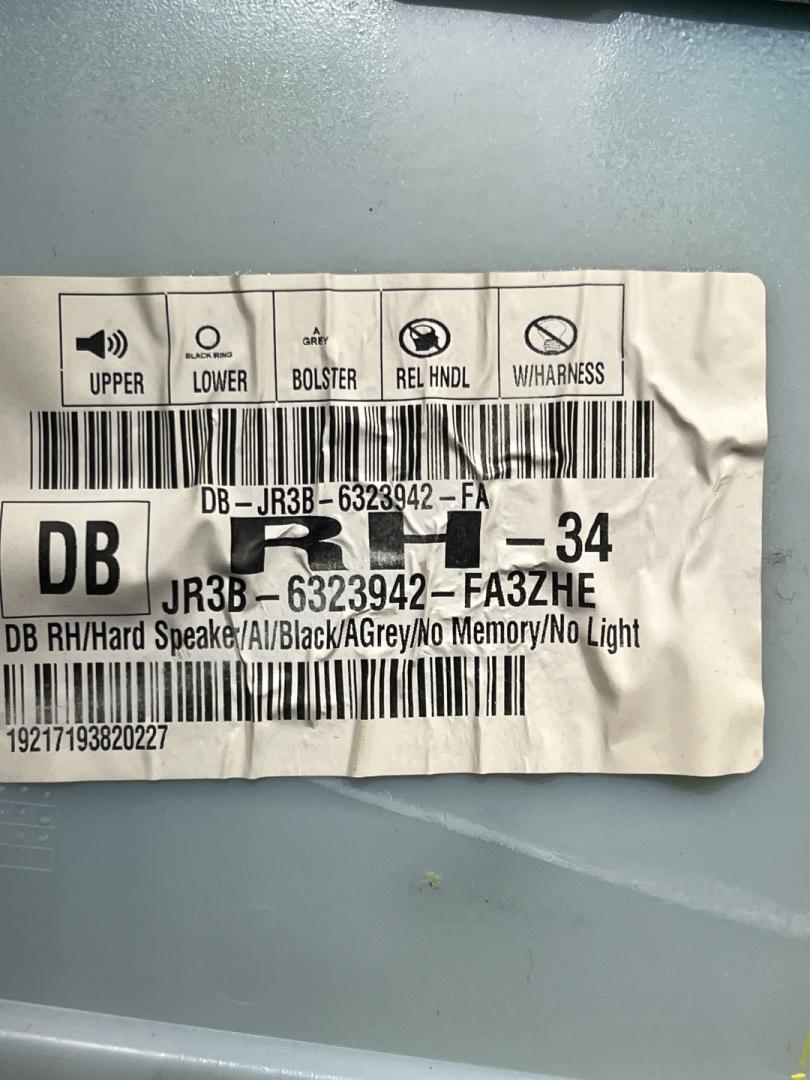 BLACK RING
A
GREY
UPPER LOWER BOLSTER REL HNDL W/HARNESS
DB-JR3B-6323942-FA
DB RH-34
JR3B-6323942-FA3ZHE
DB RH/Hard Speaker/Al/Black/AGrey/No Memory/No Light
19217193820227